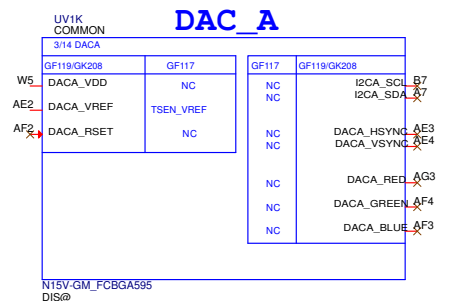 DAC_A
UV1K
COMMON
3/14 DACA
GF119/GK208 GF117 GF117 GF119/GK208
W5 DACA_VDD NC NC I2CA_SCL B7
NC I2CA_SDA A7
AE2 DACA_VREF TSEN_VREF
AF2 DACA_RSET NC NC DACA_HSYNC AE3
NC DACA_VSYNC AE4
NC DACA_RED AG3
NC DACA_GREEN AF4
NC DACA_BLUE AF3
N15V-GM_FCBGA595
DIS@